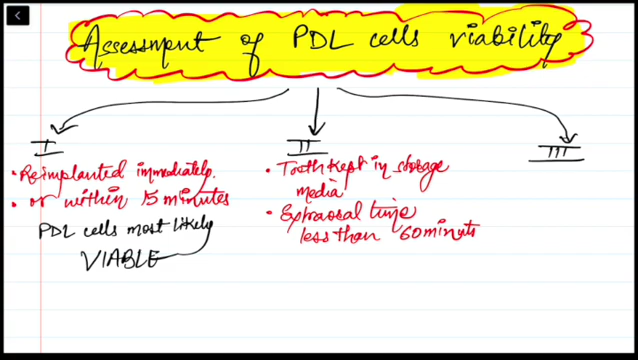 Assessment of PDL cells viability
I
• Reimplanted immediately.
• or within 15 minutes
PDL cells most likely
VIABLE
II
• Tooth kept in storage
media
• Extraoral time
less than 60 minuts
III